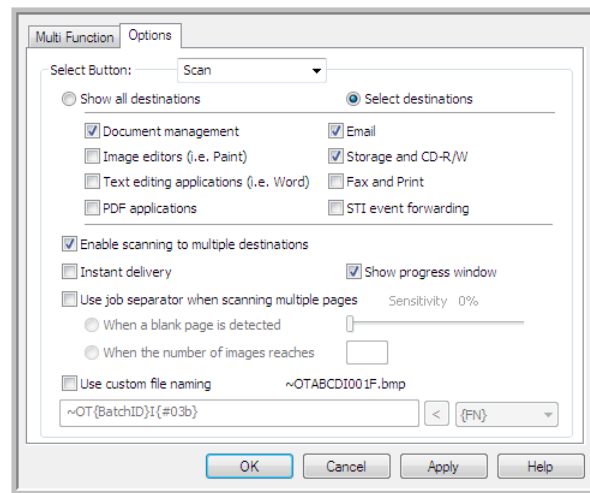 Multi Function Options
Select Button: Scan
Show all destinations Select destinations
Document management Email
Image editors (i.e. Paint) Storage and CD-R/W
Text editing applications (i.e. Word) Fax and Print
PDF applications STI event forwarding
Enable scanning to multiple destinations
Instant delivery Show progress window
Use job separator when scanning multiple pages Sensitivity 0%
When a blank page is detected
When the number of images reaches
Use custom file naming ~OTABCDI001F.bmp
~OT{BatchID}I{#03b} < {FN}
OK Cancel Apply Help